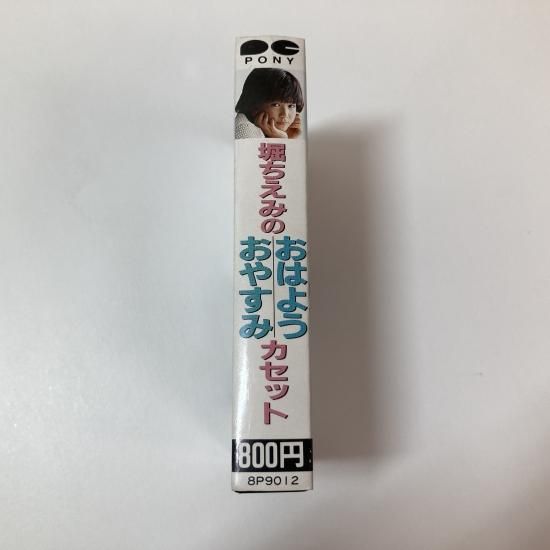 PC
PONY
堀ちえみの
おはよう
おやすみ
カセット
800円
8P9012